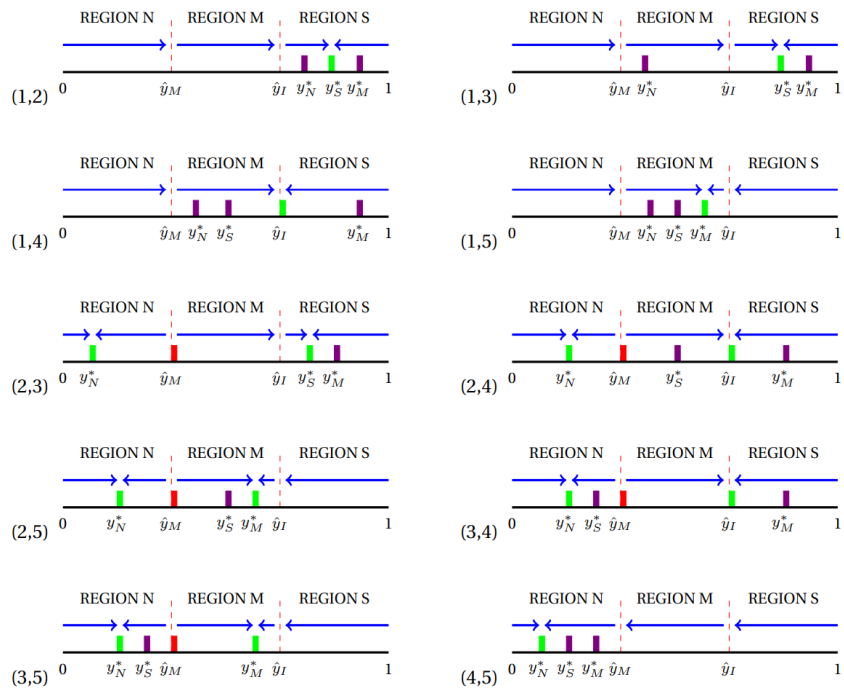 REGION N REGION M REGION S REGION N REGION M REGION S
(1,2) 0 ŷ_M ŷ_I y*_N y*_S y*_M 1 (1,3) 0 y*_N ŷ_M ŷ_I y*_S y*_M 1
REGION N REGION M REGION S REGION N REGION M REGION S
(1,4) 0 ŷ_M y*_N y*_S ŷ_I y*_M 1 (1,5) 0 ŷ_M y*_N y*_S y*_M ŷ_I 1
REGION N REGION M REGION S REGION N REGION M REGION S
(2,3) 0 y*_N ŷ_M ŷ_I y*_S y*_M 1 (2,4) 0 y*_N ŷ_M y*_S ŷ_I y*_M 1
REGION N REGION M REGION S REGION N REGION M REGION S
(2,5) 0 y*_N ŷ_M y*_S y*_M ŷ_I 1 (3,4) 0 y*_N y*_S ŷ_M ŷ_I y*_M 1
REGION N REGION M REGION S REGION N REGION M REGION S
(3,5) 0 y*_N y*_S ŷ_M y*_M ŷ_I 1 (4,5) 0 y*_N y*_S y*_M ŷ_M ŷ_I 1